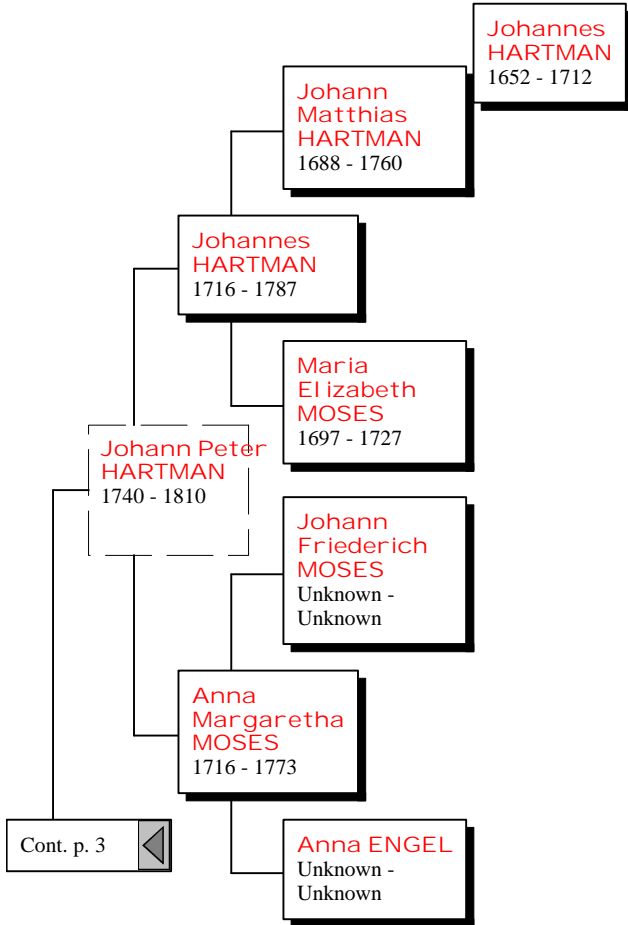 Johannes
HARTMAN
1652 - 1712
Johann
Matthias
HARTMAN
1688 - 1760
Johannes
HARTMAN
1716 - 1787
Maria
Elizabeth
MOSES
1697 - 1727
Johann Peter
HARTMAN
1740 - 1810
Johann
Friederich
MOSES
Unknown -
Unknown
Anna
Margaretha
MOSES
1716 - 1773
Cont. p. 3
Anna ENGEL
Unknown -
Unknown